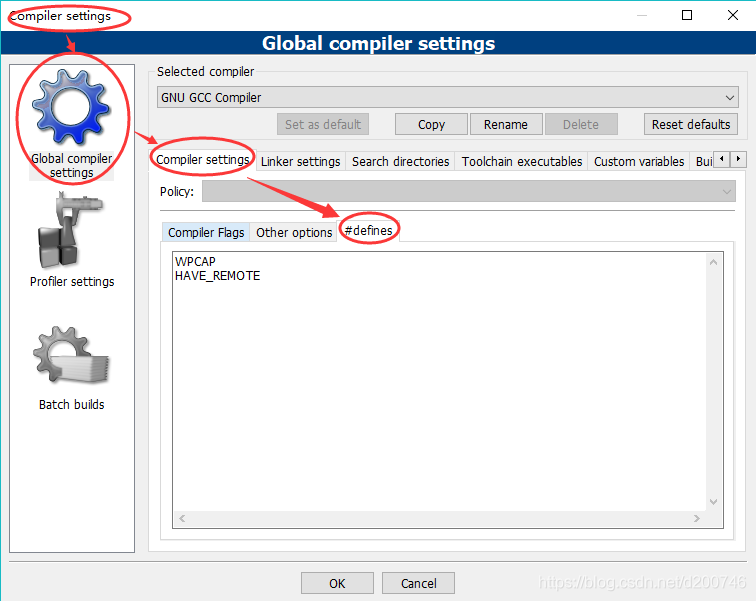 Compiler settings
Global compiler settings
Global compiler
settings
Profiler settings
Batch builds
Selected compiler
GNU GCC Compiler
Set as default
Copy
Rename
Delete
Reset defaults
Compiler settings
Linker settings
Search directories
Toolchain executables
Custom variables
Bui
Policy:
Compiler Flags
Other options
#defines
WPCAP
HAVE_REMOTE
OK
Cancel
https://blog.csdn.net/d200746